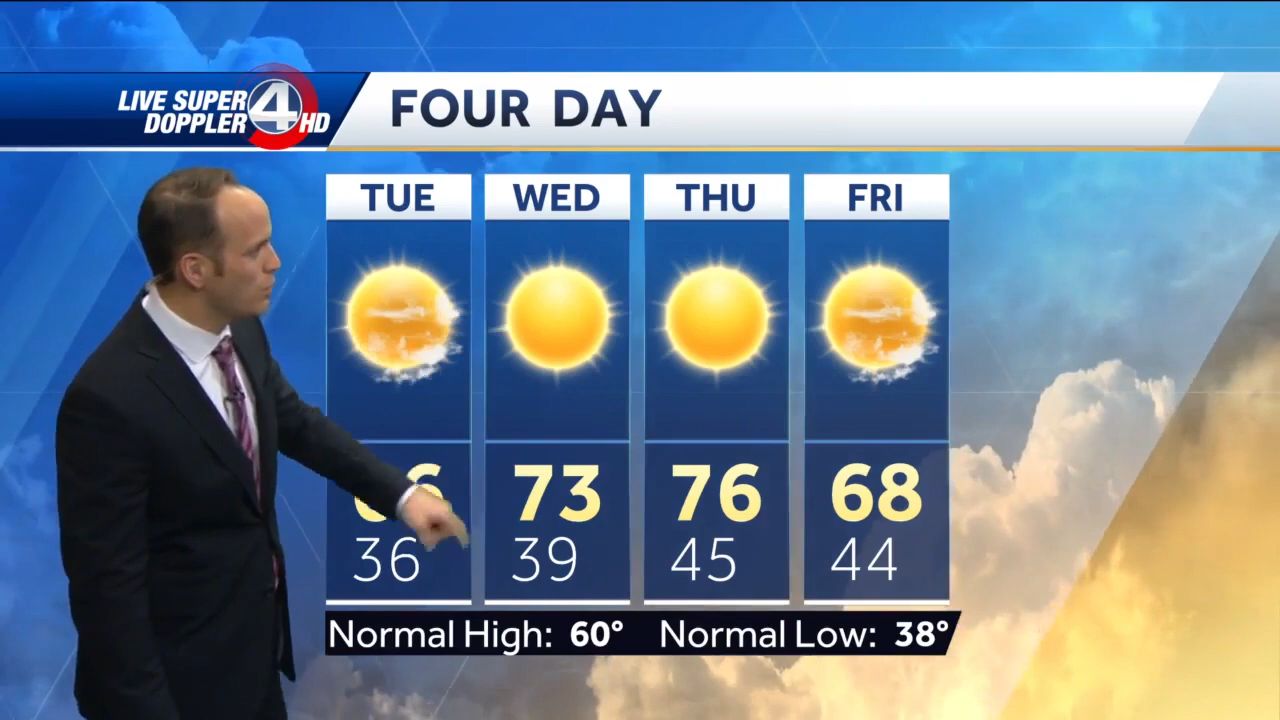 LIVE SUPER
DOPPLER 4 HD
FOUR DAY
TUE WED THU FRI
73 76 68
36 39 45 44
Normal High: 60° Normal Low: 38°